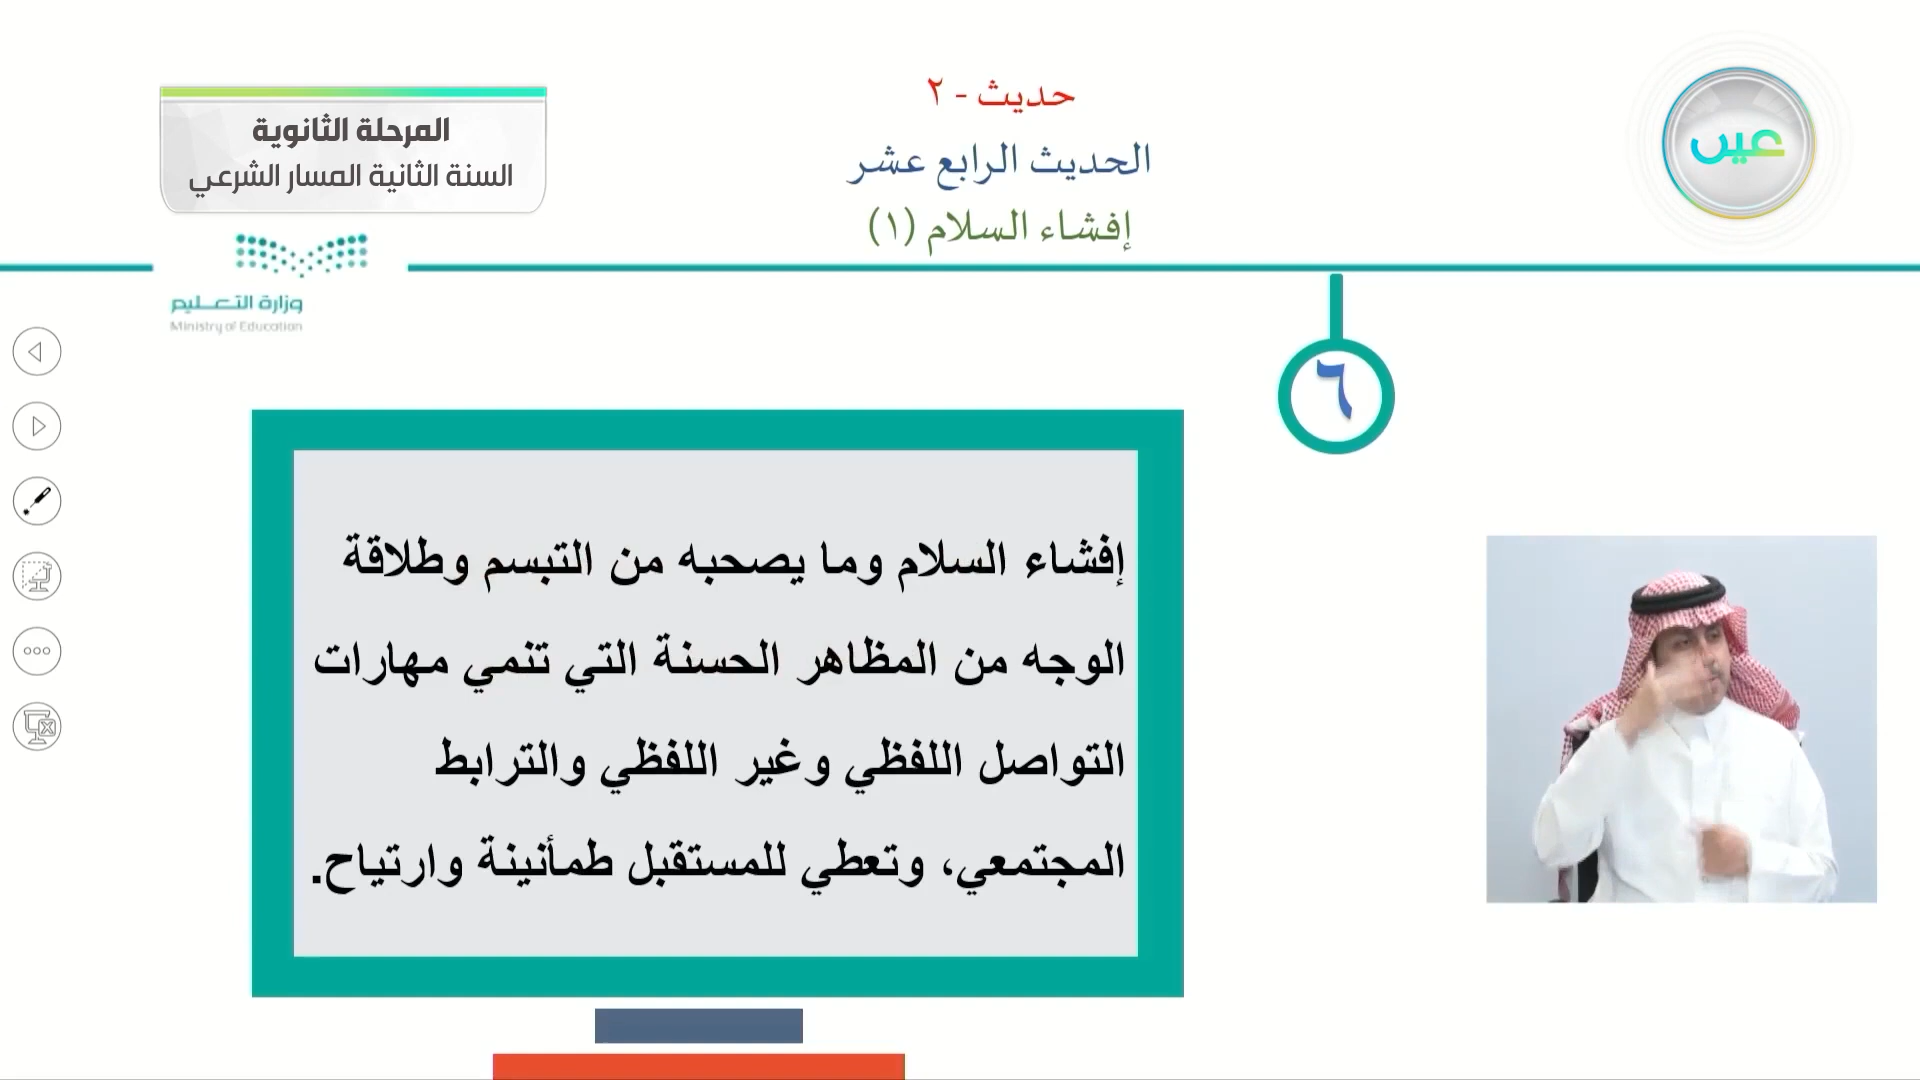 حديث - ٢
الحديث الرابع عشر
إفشاء السلام (١)
عين
المرحلة الثانوية
السنة الثانية المسار الشرعي
وزارة التعـــليم
Ministry of Education
٦
إفشاء السلام وما يصحبه من التبسم وطلاقة
الوجه من المظاهر الحسنة التي تنمي مهارات
التواصل اللفظي وغير اللفظي والترابط
المجتمعي، وتعطي للمستقبل طمأنينة وارتياح.